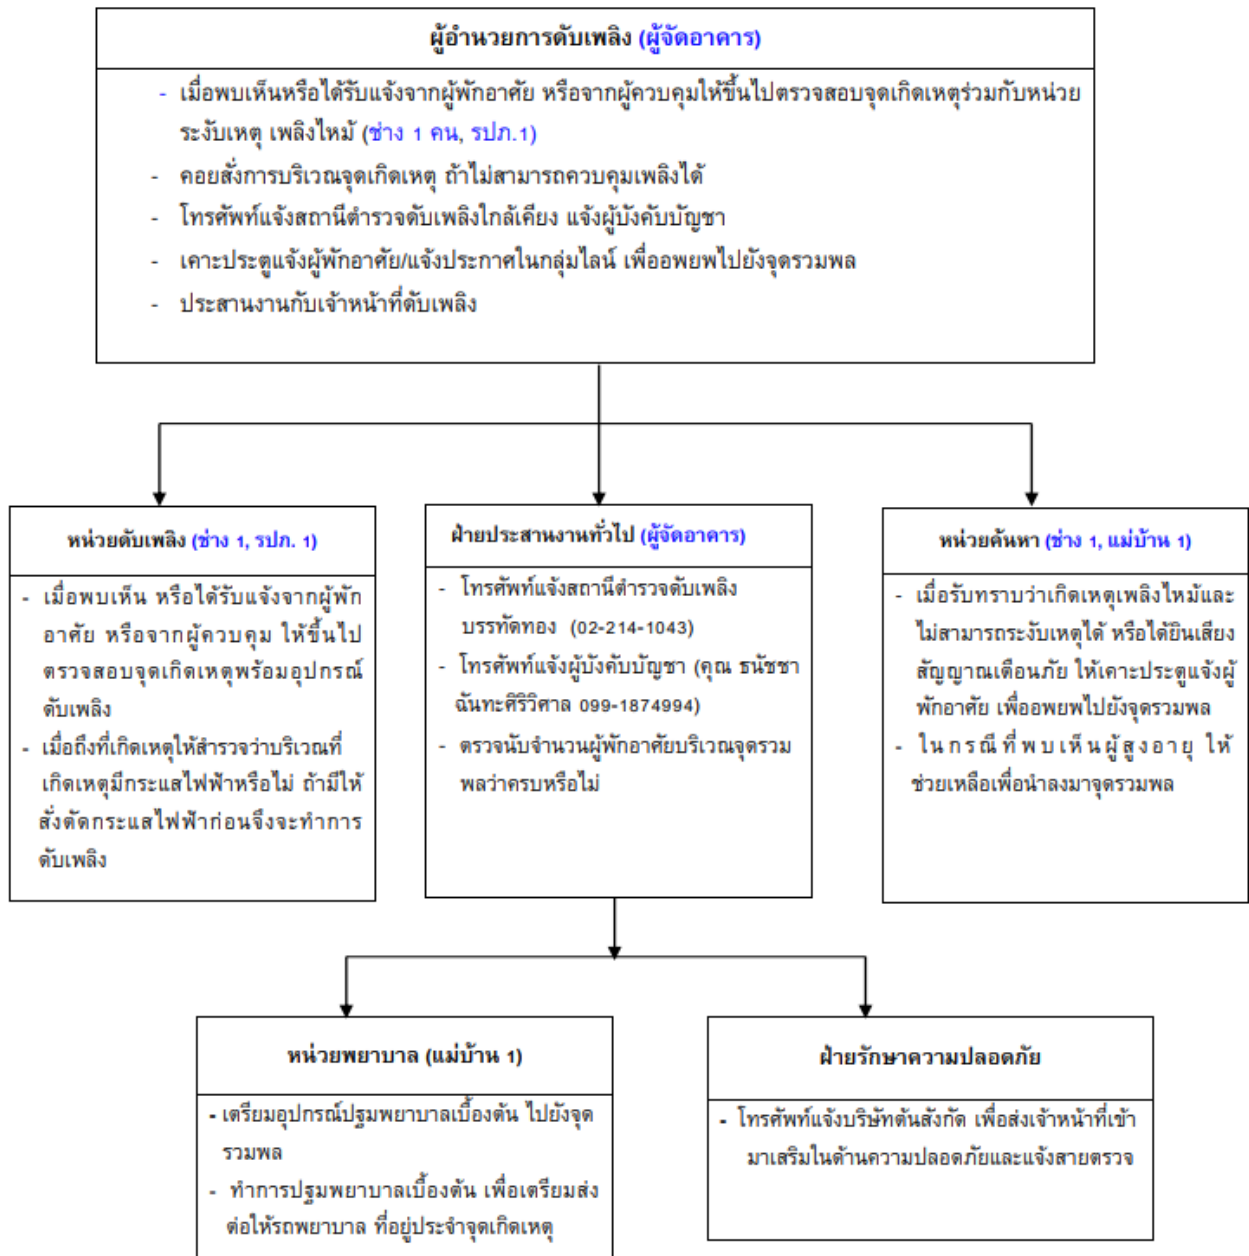 ผู้อำนวยการดับเพลิง (ผู้จัดอาคาร)
- เมื่อพบเห็นหรือได้รับแจ้งจากผู้พักอาศัย หรือจากผู้ควบคุมให้ขึ้นไปตรวจสอบจุดเกิดเหตุร่วมกับหน่วย
ระงับเหตุ เพลิงไหม้ (ช่าง 1 คน, รปภ.1)
- คอยสั่งการบริเวณจุดเกิดเหตุ ถ้าไม่สามารถควบคุมเพลิงได้
- โทรศัพท์แจ้งสถานีตำรวจดับเพลิงใกล้เคียง แจ้งผู้บังคับบัญชา
- เคาะประตูแจ้งผู้พักอาศัย/แจ้งประกาศในกลุ่มไลน์ เพื่ออพยพไปยังจุดรวมพล
- ประสานงานกับเจ้าหน้าที่ดับเพลิง
หน่วยดับเพลิง (ช่าง 1, รปภ. 1)
- เมื่อพบเห็น หรือได้รับแจ้งจากผู้พัก
อาศัย หรือจากผู้ควบคุม ให้ขึ้นไป
ตรวจสอบจุดเกิดเหตุพร้อมอุปกรณ์
ดับเพลิง
- เมื่อถึงที่เกิดเหตุให้สำรวจว่าบริเวณที่
เกิดเหตุมีกระแสไฟฟ้าหรือไม่ ถ้ามีให้
สั่งตัดกระแสไฟฟ้าก่อนจึงจะทำการ
ดับเพลิง
ฝ่ายประสานงานทั่วไป (ผู้จัดอาคาร)
- โทรศัพท์แจ้งสถานีตำรวจดับเพลิง
บรรทัดทอง (02-214-1043)
- โทรศัพท์แจ้งผู้บังคับบัญชา (คุณ ธนัชชา
ฉันทะศิริวิศาล 099-1874994)
- ตรวจนับจำนวนผู้พักอาศัยบริเวณจุดรวม
พลว่าครบหรือไม่
หน่วยค้นหา (ช่าง 1, แม่บ้าน 1)
- เมื่อรับทราบว่าเกิดเหตุเพลิงไหม้และ
ไม่สามารถระงับเหตุได้ หรือได้ยินเสียง
สัญญาณเตือนภัย ให้เคาะประตูแจ้งผู้
พักอาศัย เพื่ออพยพไปยังจุดรวมพล
- ในกรณีที่พบเห็นผู้สูงอายุ ให้
ช่วยเหลือเพื่อนำลงมาจุดรวมพล
หน่วยพยาบาล (แม่บ้าน 1)
- เตรียมอุปกรณ์ปฐมพยาบาลเบื้องต้น ไปยังจุด
รวมพล
- ทำการปฐมพยาบาลเบื้องต้น เพื่อเตรียมส่ง
ต่อให้รถพยาบาล ที่อยู่ประจำจุดเกิดเหตุ
ฝ่ายรักษาความปลอดภัย
- โทรศัพท์แจ้งบริษัทต้นสังกัด เพื่อส่งเจ้าหน้าที่เข้า
มาเสริมในด้านความปลอดภัยและแจ้งสายตรวจ